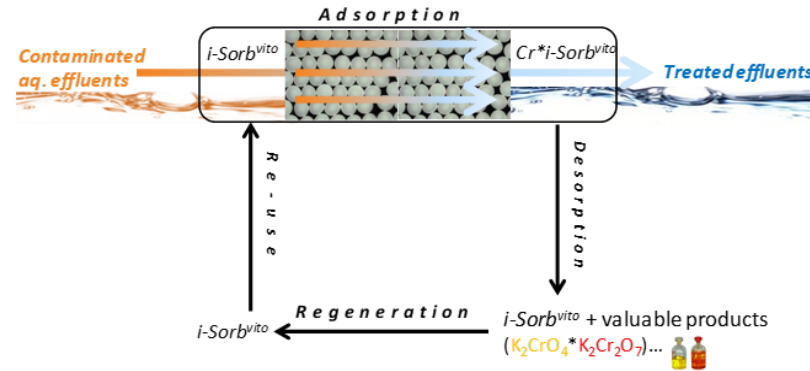 Adsorption
Contaminated
aq. effluents
i-Sorbvito
Cr*i-Sorbvito
Treated effluents
Re-use
Desorption
Regeneration
i-Sorbvito
i-Sorbvito + valuable products
(K2CrO4*K2Cr2O7)...